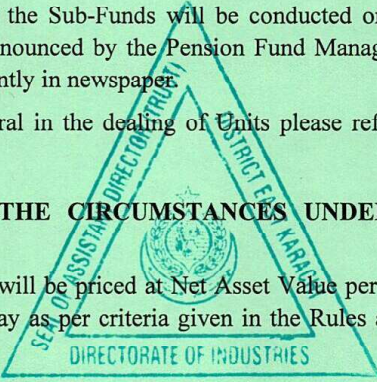 the Sub-Funds will be conducted on
nounced by the Pension Fund Manag
ntly in newspaper.
ral in the dealing of Units please ref
THE CIRCUMSTANCES UNDE
will be priced at Net Asset Value per
ay as per criteria given in the Rules a
SEAL OF ASSISTANT DIRECTOR (TRUST)
DISTRICT EAST KARACHI
DIRECTORATE OF INDUSTRIES